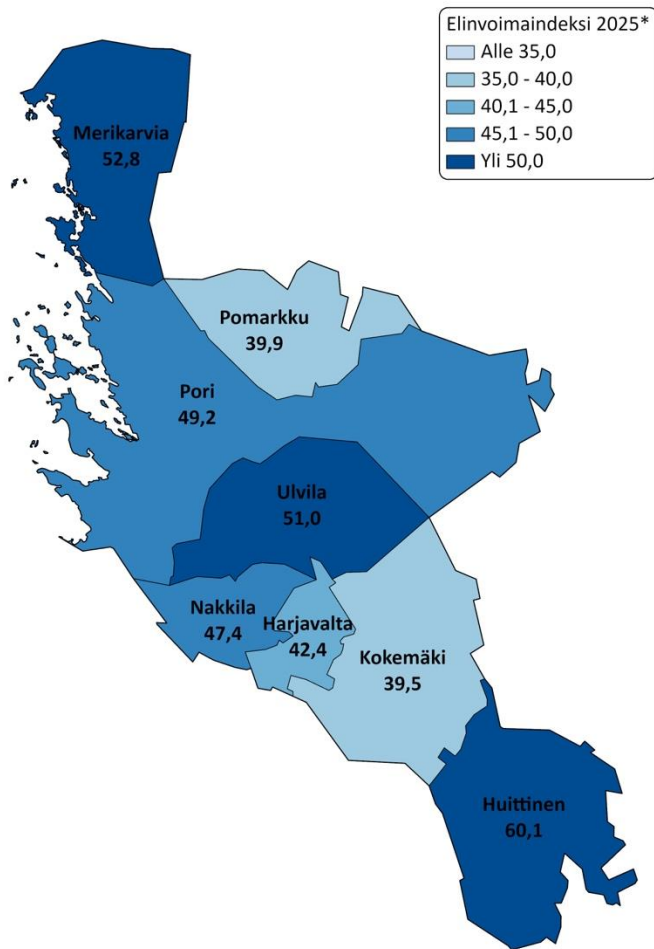 Elinvoimaindeksi 2025*
Alle 35,0
35,0 - 40,0
40,1 - 45,0
45,1 - 50,0
Yli 50,0
Merikarvia
52,8
Pomarkku
39,9
Pori
49,2
Ulvila
51,0
Nakkila
47,4
Harjavalta
42,4
Kokemäki
39,5
Huittinen
60,1